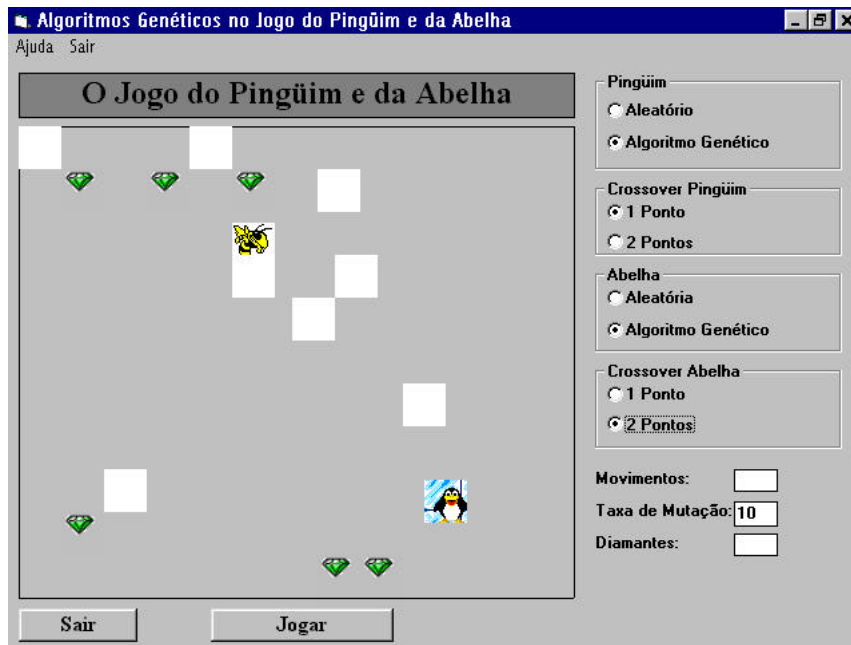 Algoritmos Genéticos no Jogo do Pingüim e da Abelha
Ajuda Sair
O Jogo do Pingüim e da Abelha
Pingüim
Aleatório
Algoritmo Genético
Crossover Pingüim
1 Ponto
2 Pontos
Abelha
Aleatória
Algoritmo Genético
Crossover Abelha
1 Ponto
2 Pontos
Movimentos:
Taxa de Mutação: 10
Diamantes:
Sair
Jogar